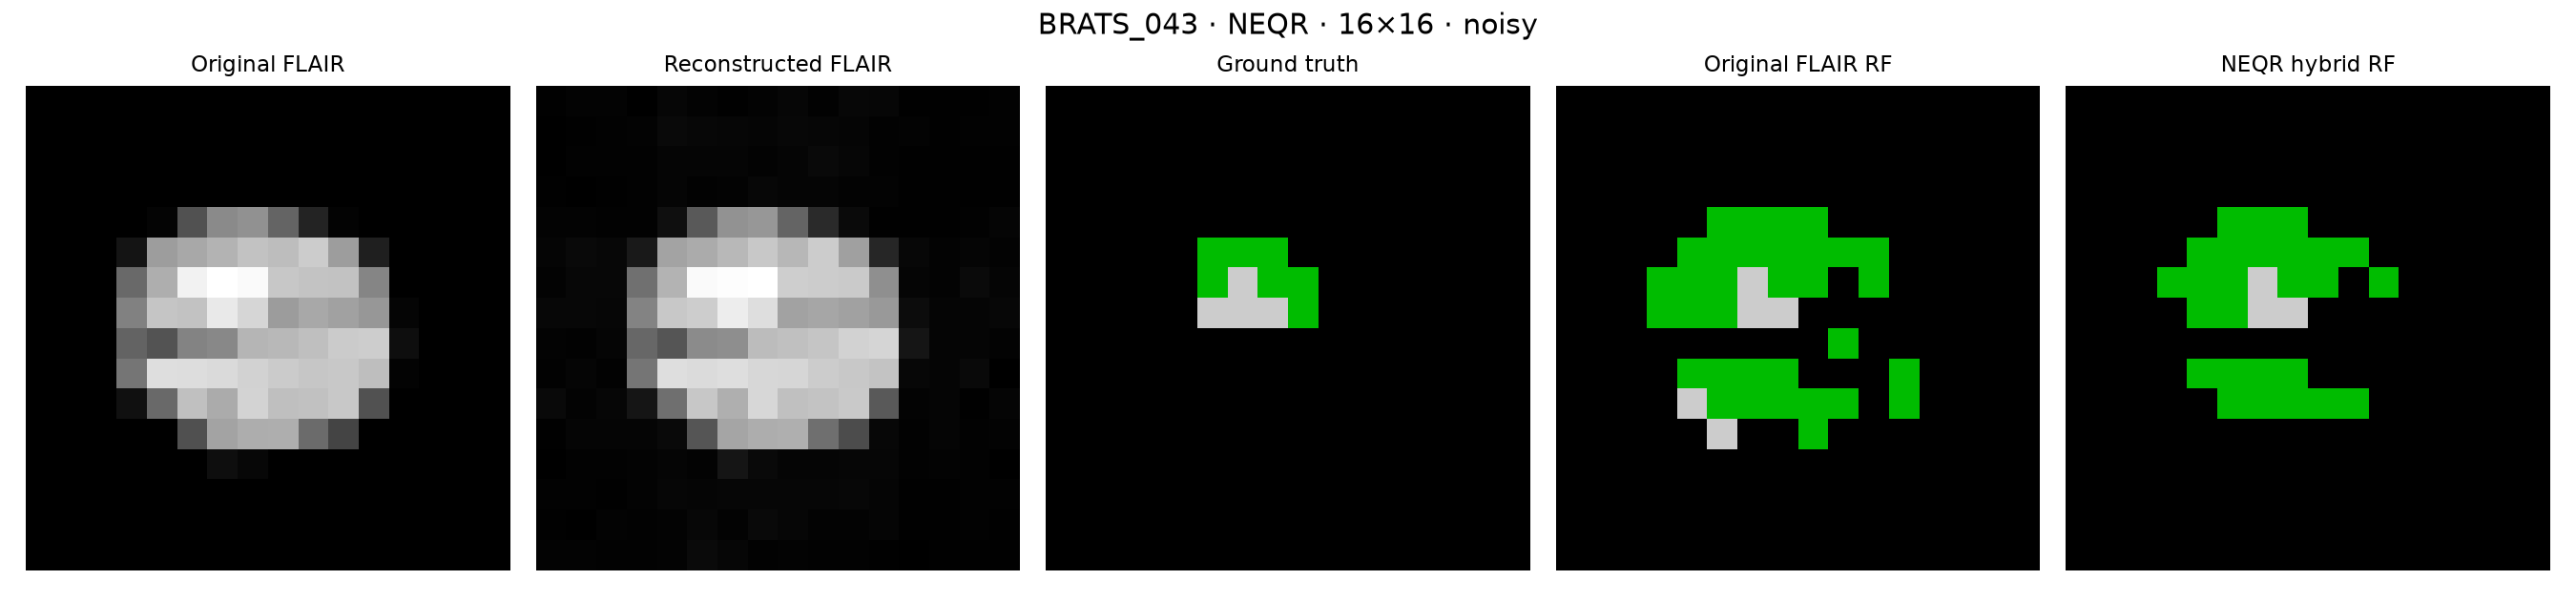 BRATS_043 · NEQR · 16×16 · noisy
Original FLAIR
Reconstructed FLAIR
Ground truth
Original FLAIR RF
NEQR hybrid RF